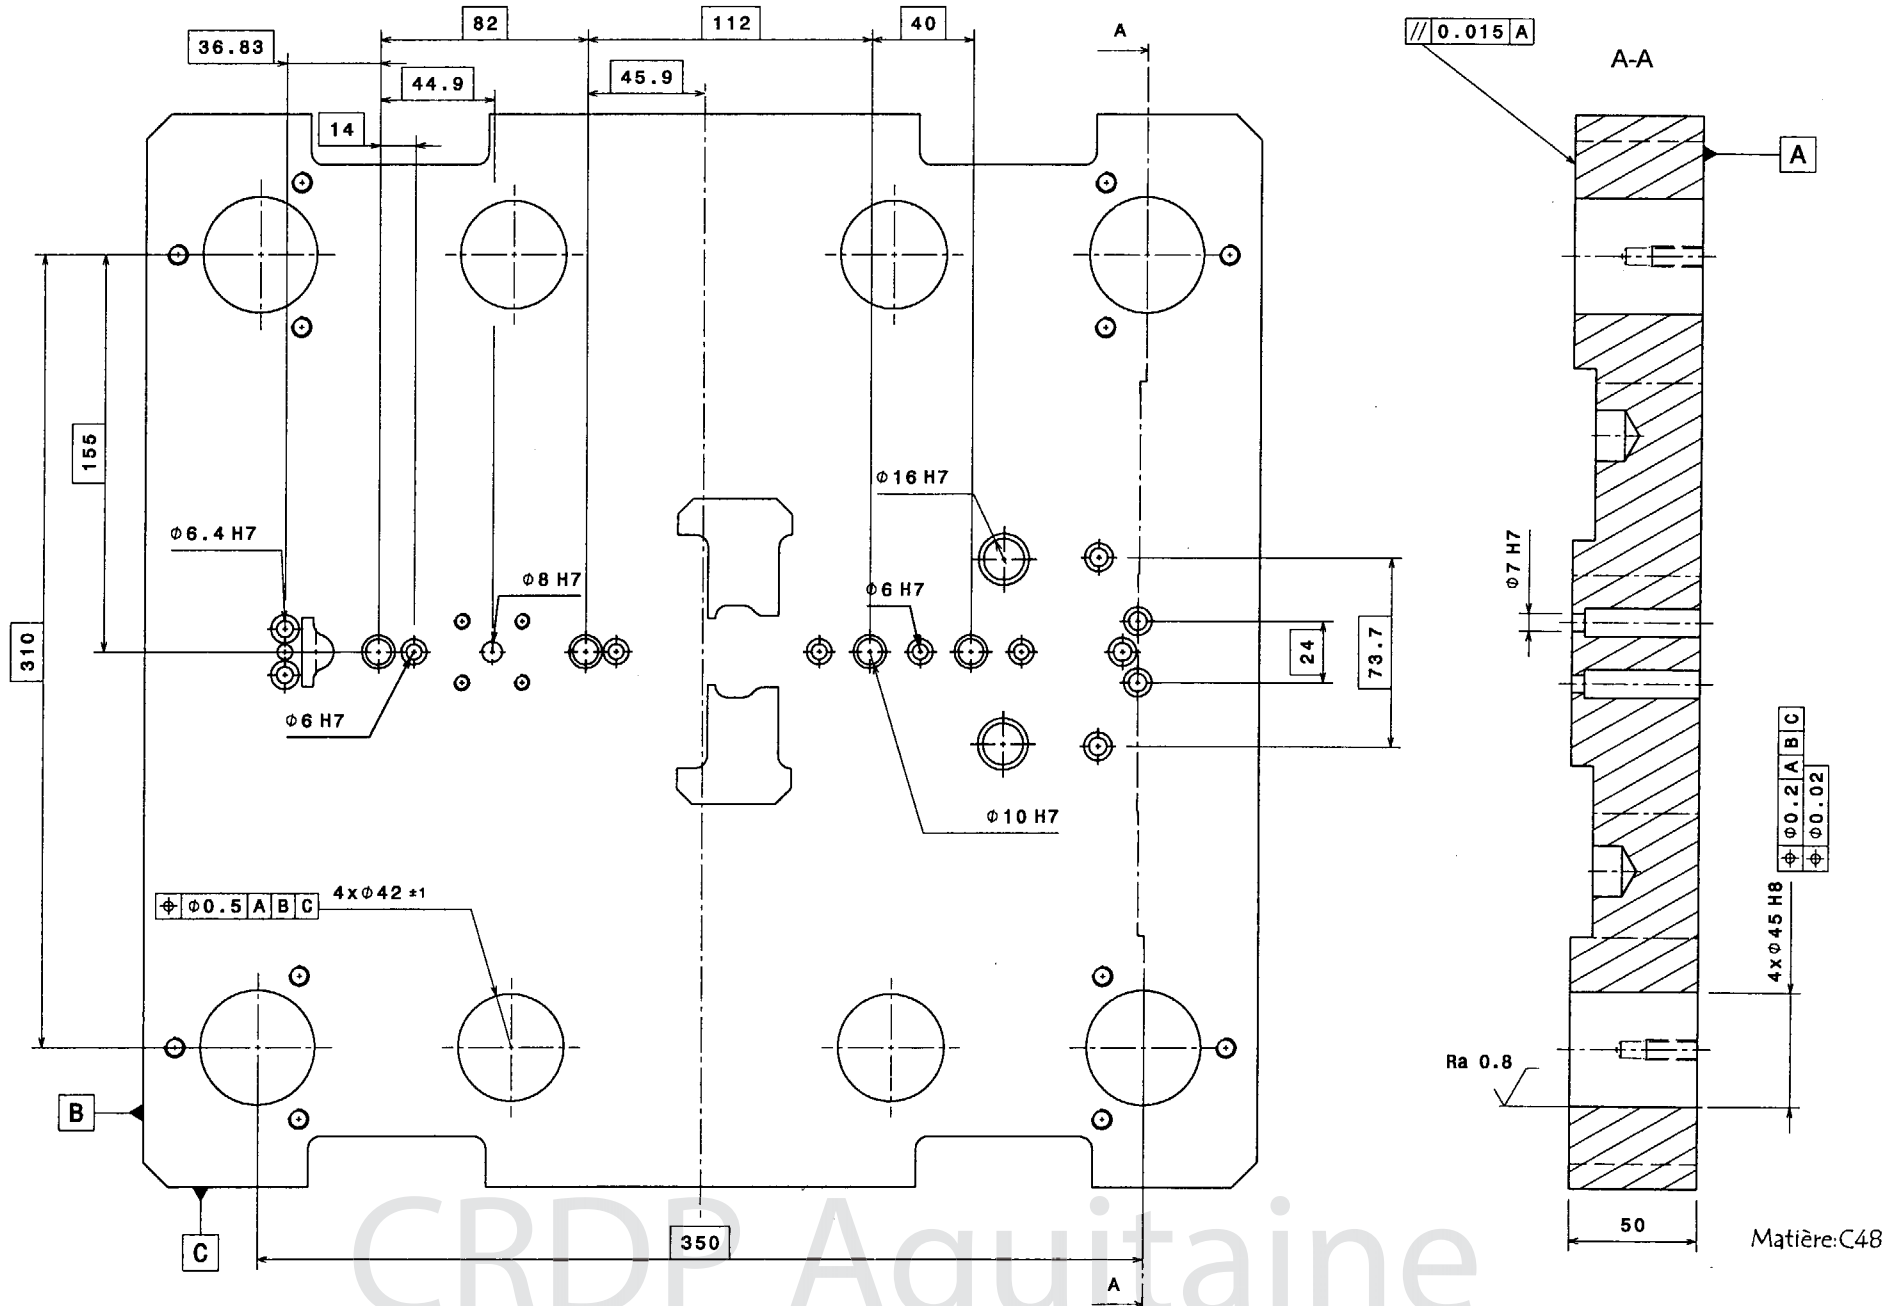 82
112
40
A
// 0.015 A
A-A
36.83
44.9
45.9
14
A
155
Φ16 H7
Φ6.4 H7
Φ8 H7
Φ6 H7
Φ7 H7
310
24
73.7
Φ6 H7
Φ10 H7
⌖ Φ0.2 A B C
⌖ Φ0.02
4xΦ45 H8
⌖ Φ0.5 A B C
4xΦ42 ±1
Ra 0.8
B
C
350
50
Matière:C48
A
CRDP Aquitaine